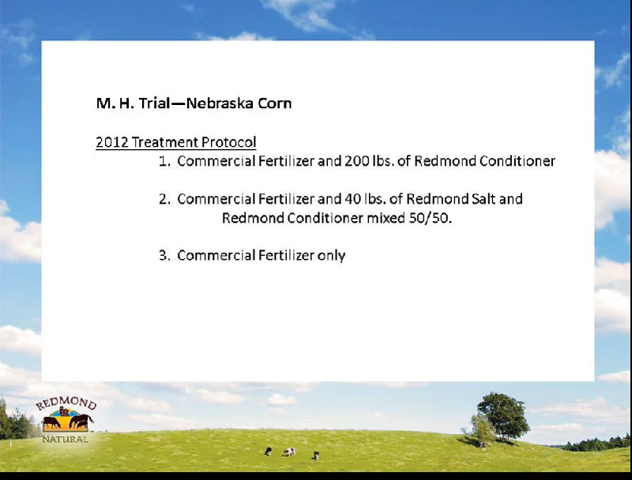 M. H. Trial—Nebraska Corn
2012 Treatment Protocol
1. Commercial Fertilizer and 200 lbs. of Redmond Conditioner
2. Commercial Fertilizer and 40 lbs. of Redmond Salt and
Redmond Conditioner mixed 50/50.
3. Commercial Fertilizer only
REDMOND
NATURAL